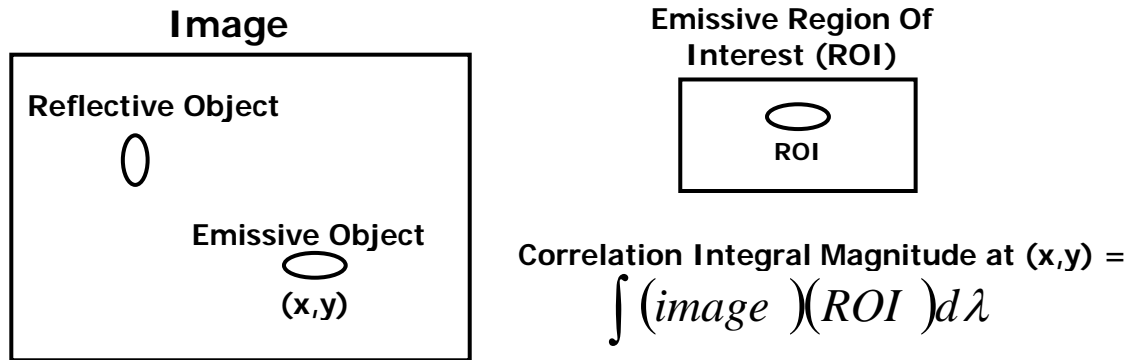 Image
Reflective Object
Emissive Object
(x,y)
Emissive Region Of
Interest (ROI)
ROI
Correlation Integral Magnitude at (x,y) =
∫ (image )(ROI )dλ